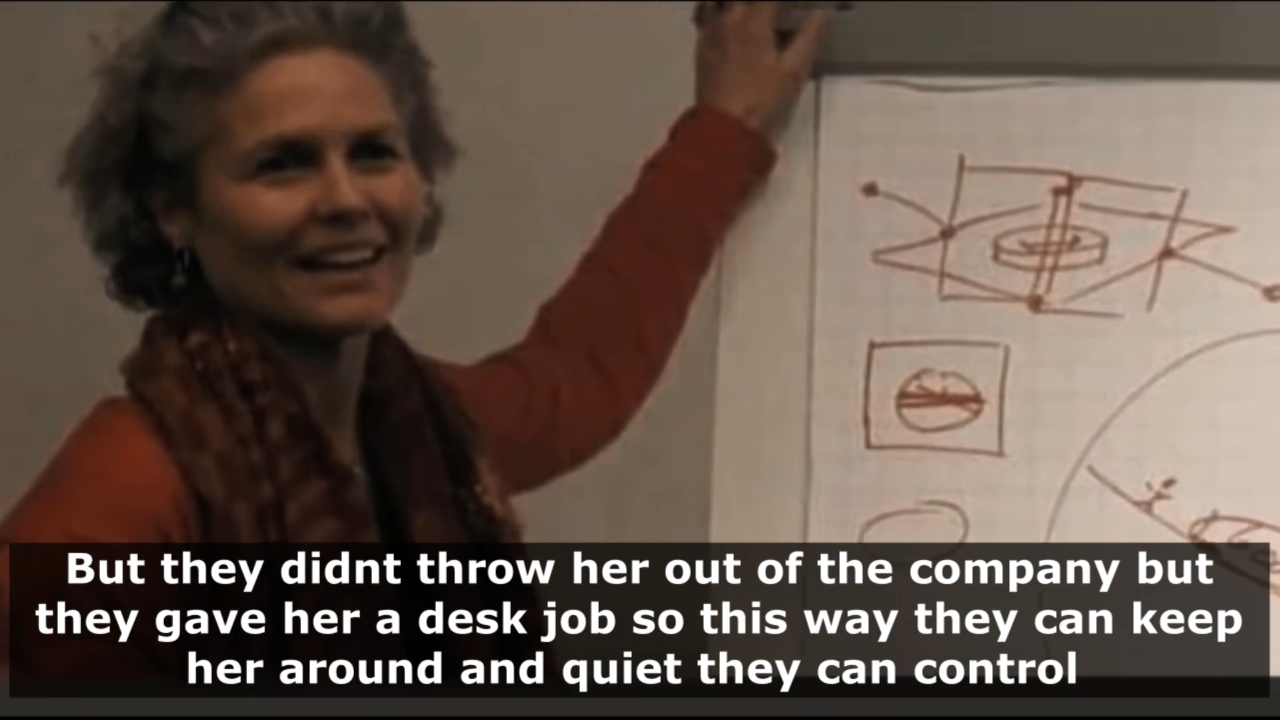 But they didnt throw her out of the company but
they gave her a desk job so this way they can keep
her around and quiet they can control